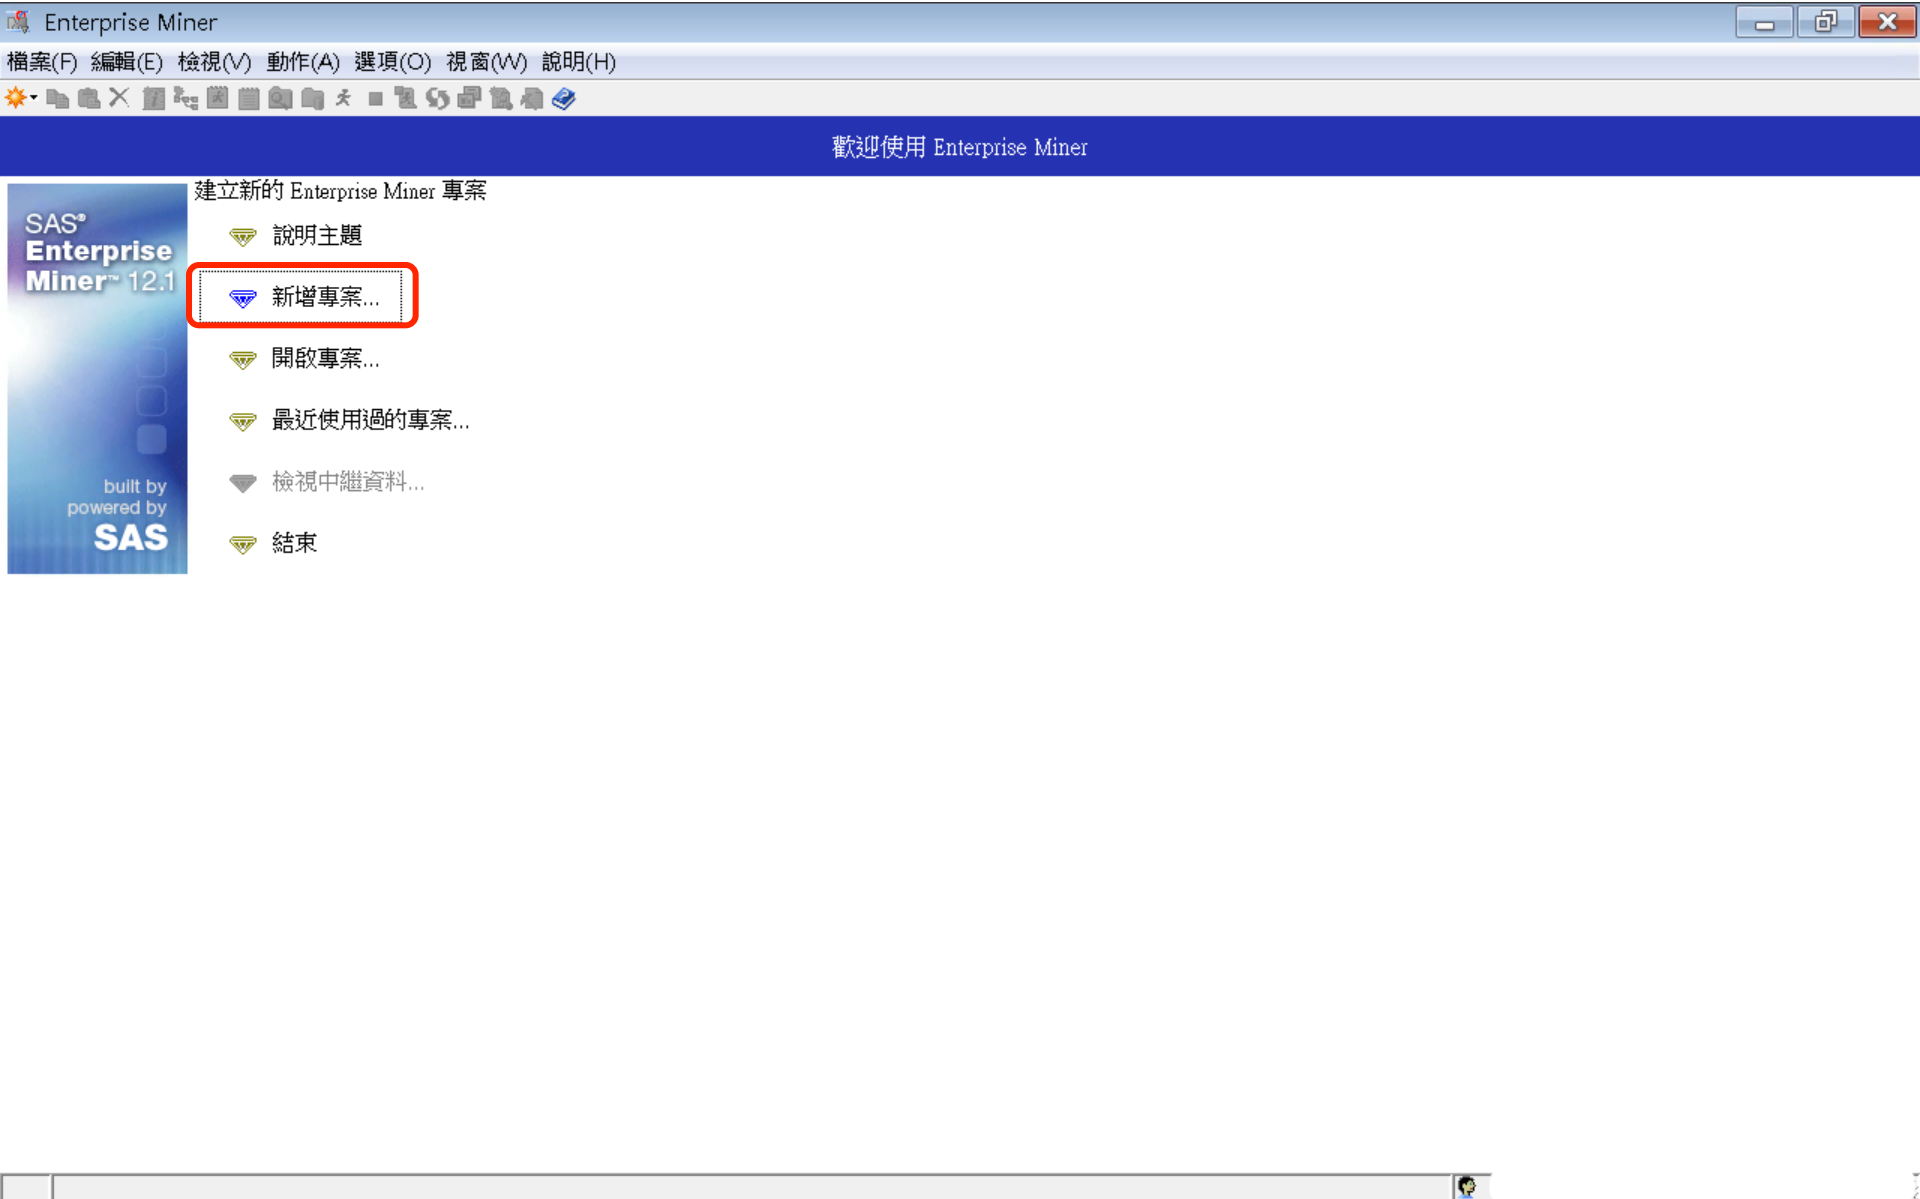 Enterprise Miner
檔案(F) 編輯(E) 檢視(V) 動作(A) 選項(O) 視窗(W) 說明(H)
歡迎使用 Enterprise Miner
建立新的 Enterprise Miner 專案
SAS®
Enterprise
Miner™ 12.1
說明主題
新增專案...
開啟專案...
最近使用過的專案...
檢視中繼資料...
結束
built by
powered by
SAS